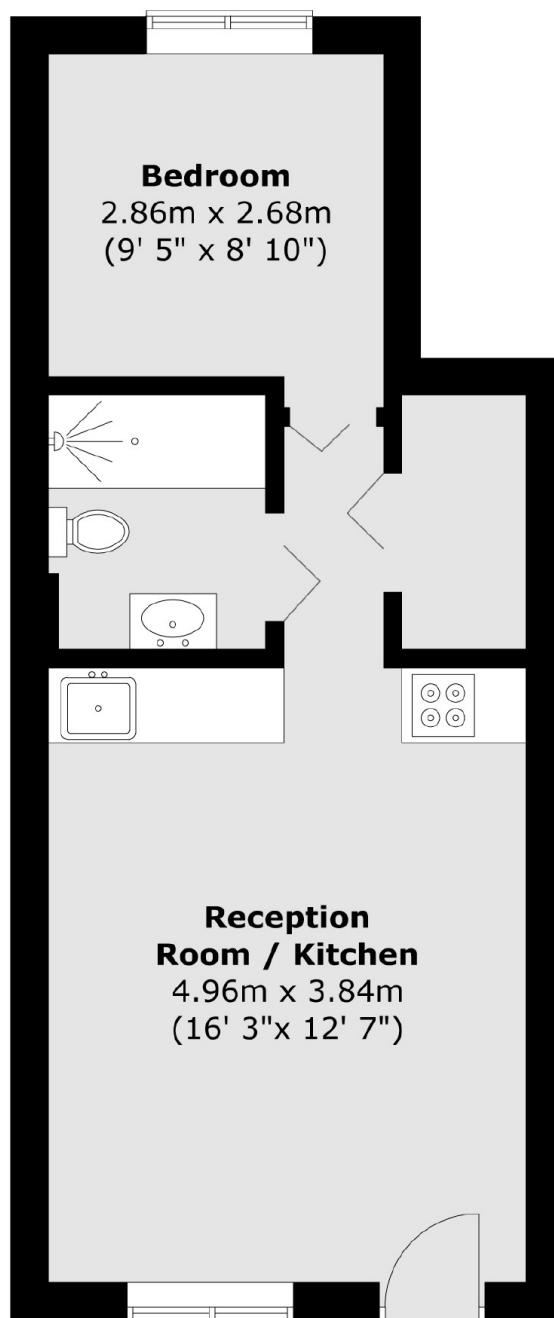 Bedroom
2.86m x 2.68m
(9' 5" x 8' 10")
Reception
Room / Kitchen
4.96m x 3.84m
(16' 3"x 12' 7")